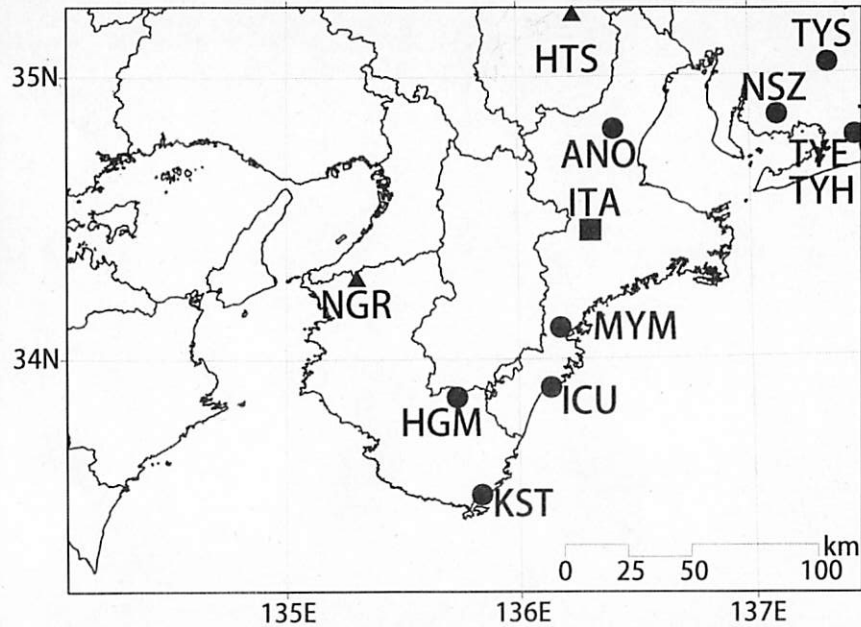 TYS
35N
HTS
NSZ
ANO
TYE
TYH
ITA
NGR
MYM
34N
ICU
HGM
KST
km
0 25 50 100
135E 136E 137E